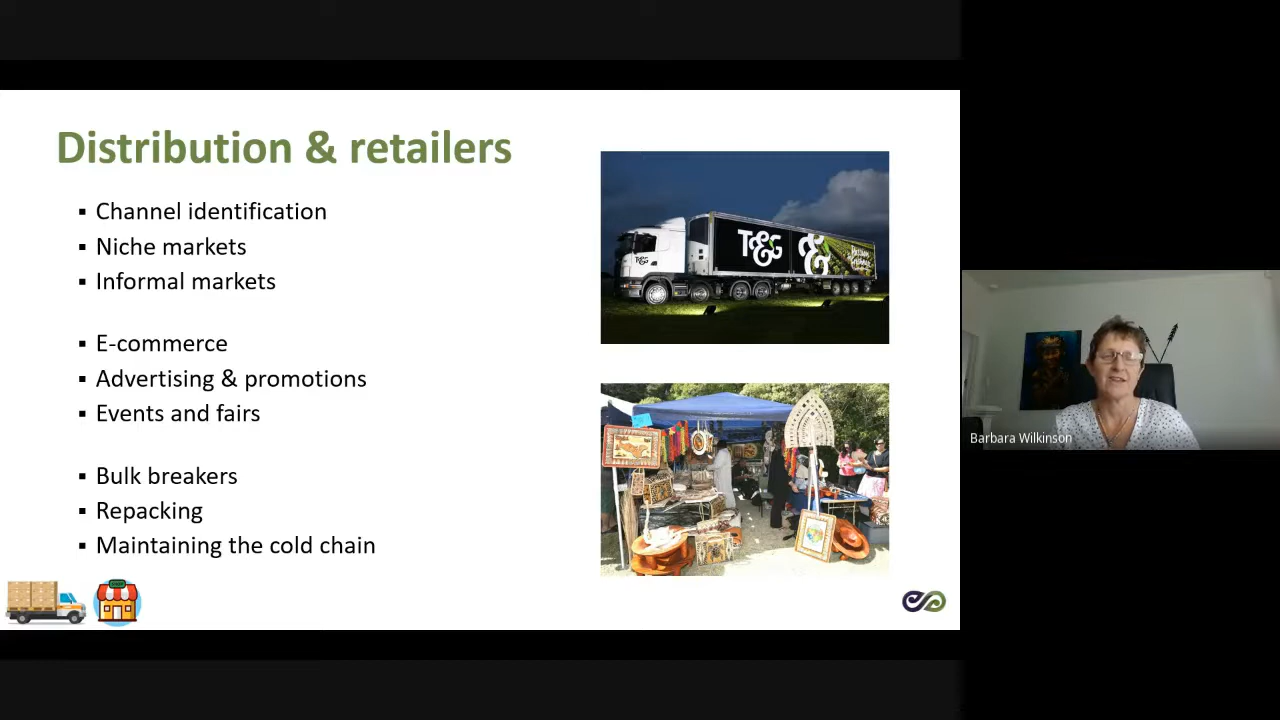 Distribution & retailers
▪ Channel identification
▪ Niche markets
▪ Informal markets
▪ E-commerce
▪ Advertising & promotions
▪ Events and fairs
▪ Bulk breakers
▪ Repacking
▪ Maintaining the cold chain
T&G
T&G
Barbara Wilkinson